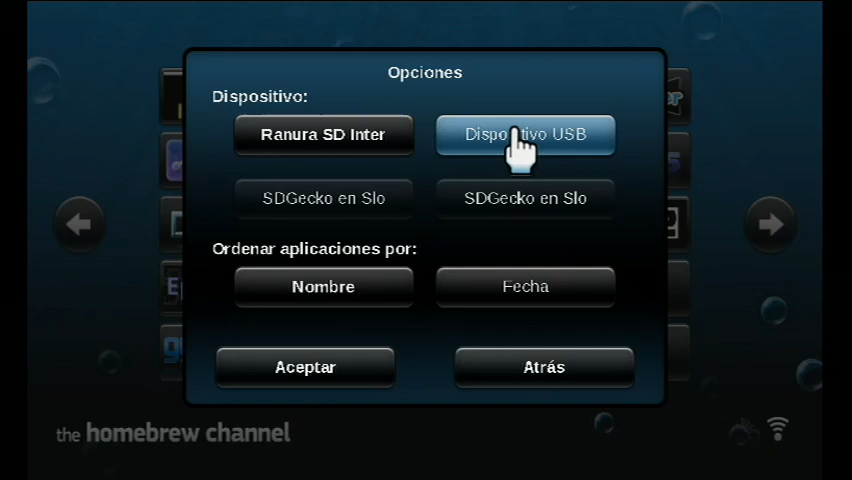 Opciones
Dispositivo:
Ranura SD Inter
Dispositivo USB
SDGecko en Slo
SDGecko en Slo
Ordenar aplicaciones por:
Nombre
Fecha
Aceptar
Atrás
the homebrew channel